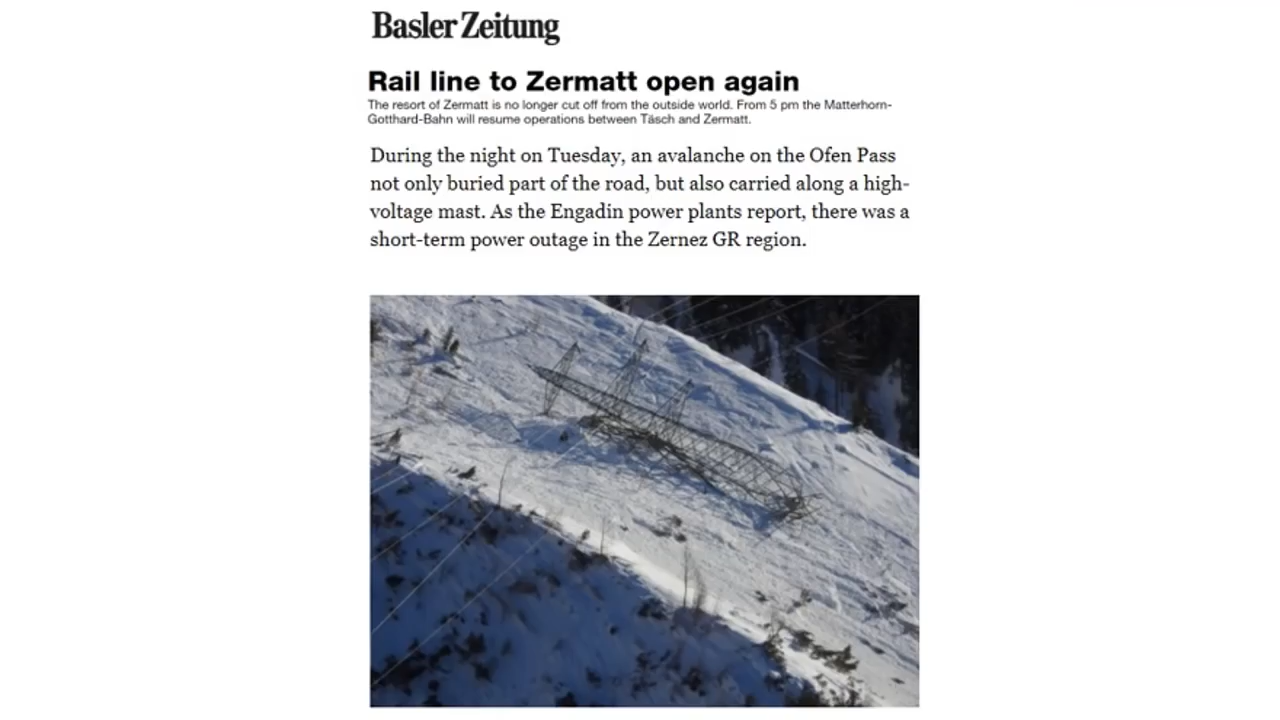 Basler Zeitung
Rail line to Zermatt open again
The resort of Zermatt is no longer cut off from the outside world. From 5 pm the Matterhorn-
Gotthard-Bahn will resume operations between Täsch and Zermatt.
During the night on Tuesday, an avalanche on the Ofen Pass
not only buried part of the road, but also carried along a high-
voltage mast. As the Engadin power plants report, there was a
short-term power outage in the Zernez GR region.